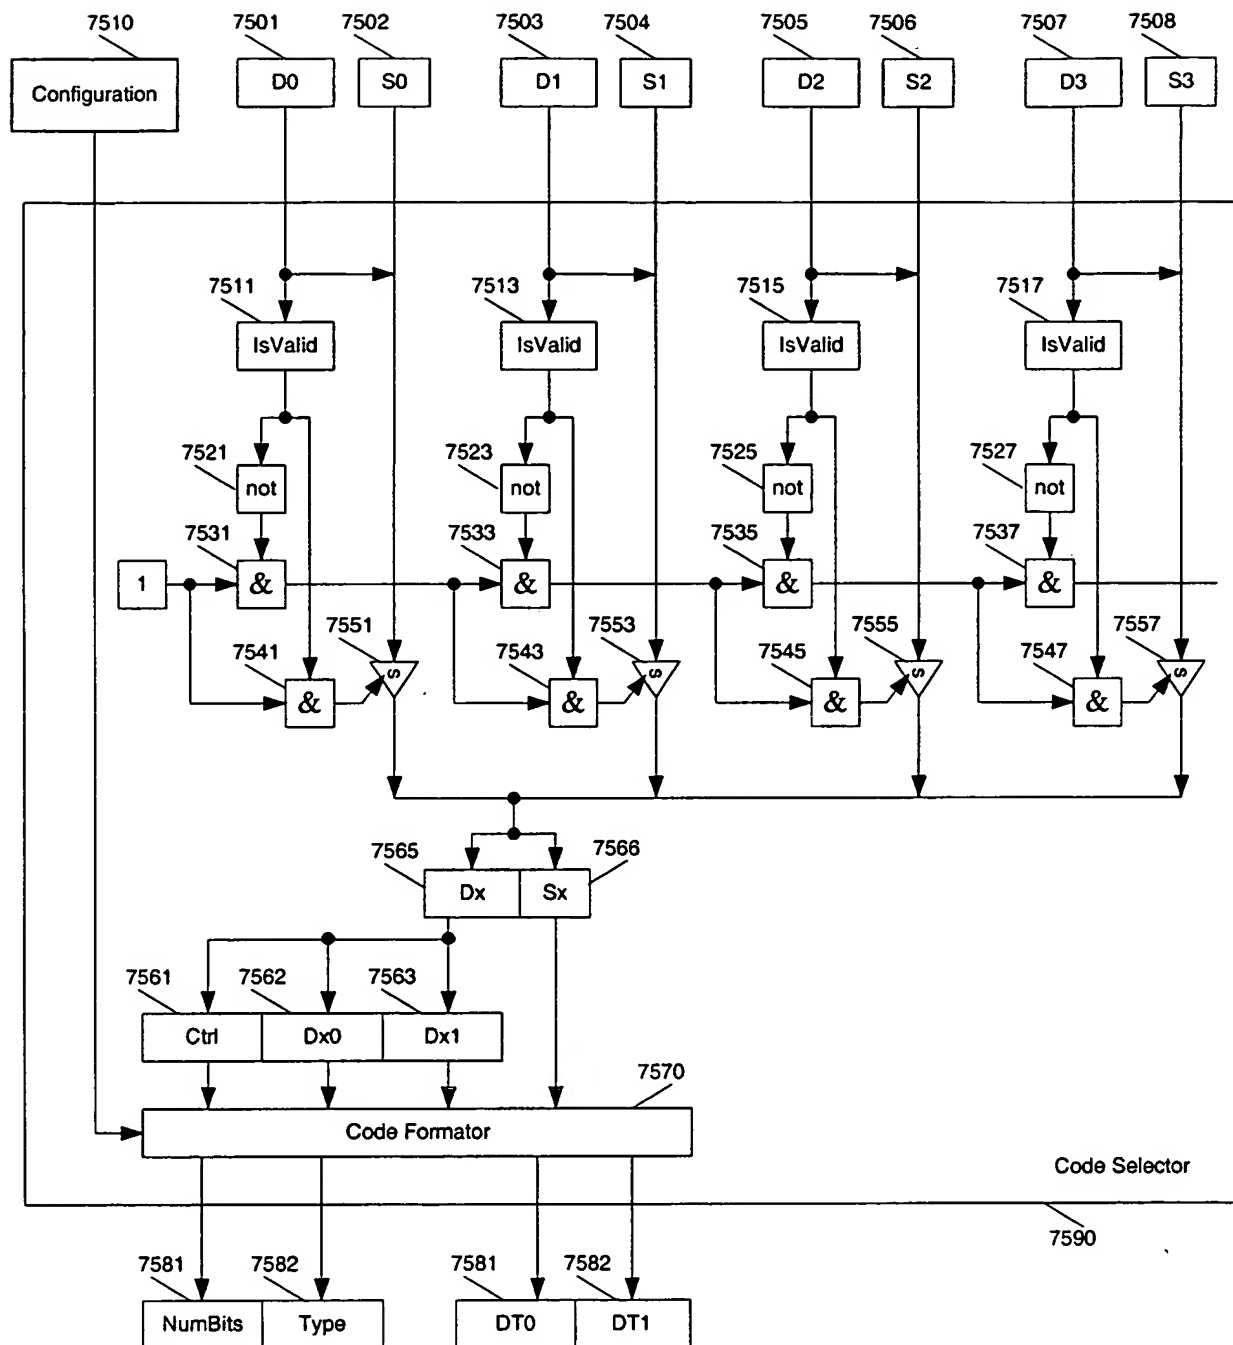 7510 7501 7502 7503 7504 7505 7506 7507 7508
Configuration D0 S0 D1 S1 D2 S2 D3 S3
7511 7513 7515 7517
IsValid IsValid IsValid IsValid
7521 7523 7525 7527
not not not not
7531 7533 7535 7537
1 & & & &
7541 7551 7543 7553 7545 7555 7547 7557
& s & s & s & s
7565 7566
Dx Sx
7561 7562 7563
Ctrl Dx0 Dx1
7570
Code Formator
Code Selector
7590
7581 7582 7581 7582
NumBits Type DT0 DT1